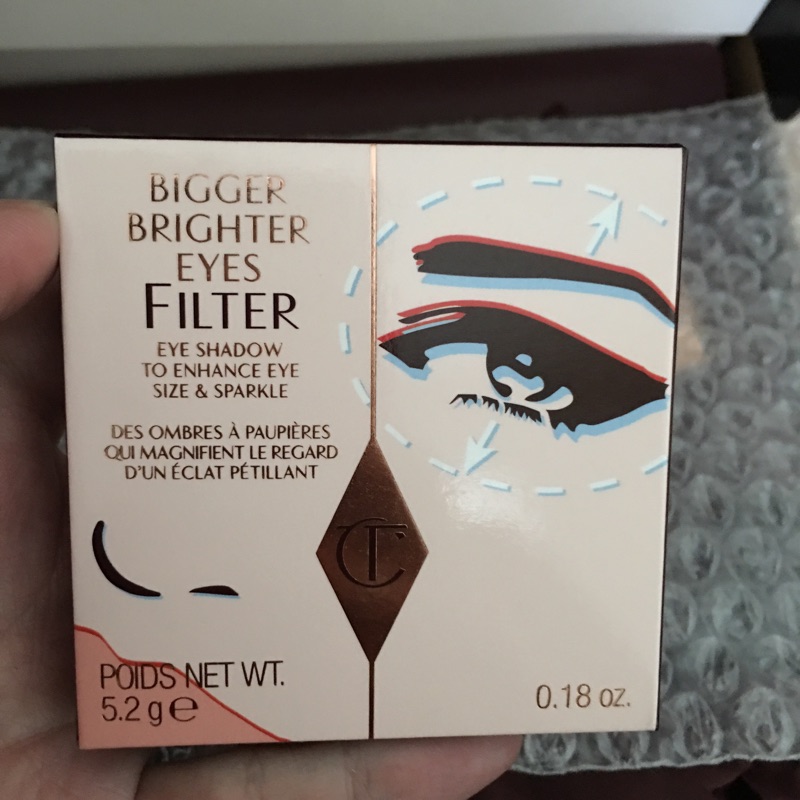 BIGGER
BRIGHTER
EYES
FILTER
EYE SHADOW
TO ENHANCE EYE
SIZE & SPARKLE
DES OMBRES À PAUPIÈRES
QUI MAGNIFIENT LE REGARD
D'UN ÉCLAT PÉTILLANT
CT
POIDS NET WT.
5.2 g ℮
0.18 oz.